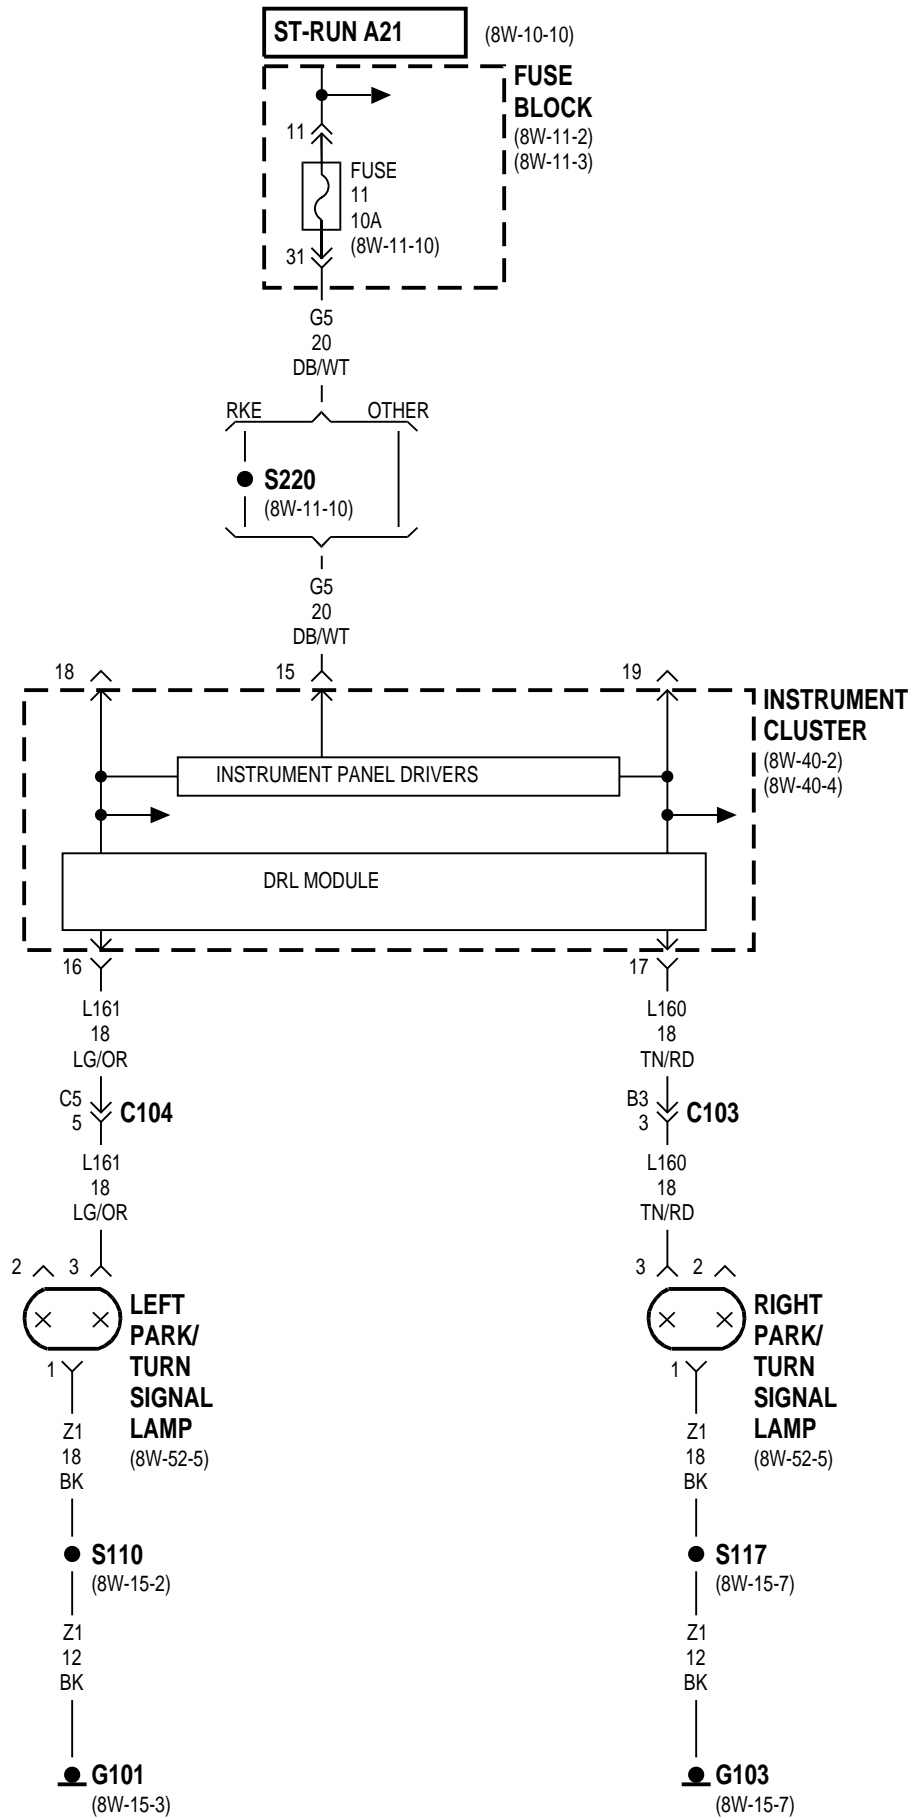 ST-RUN A21 (8W-10-10)
FUSE
BLOCK
(8W-11-2)
(8W-11-3)
11
FUSE
11
10A
(8W-11-10)
31
G5
20
DB/WT
RKE OTHER
S220
(8W-11-10)
G5
20
DB/WT
18 15 19
INSTRUMENT
CLUSTER
(8W-40-2)
(8W-40-4)
INSTRUMENT PANEL DRIVERS
DRL MODULE
16 17
L161 L160
18 18
LG/OR TN/RD
C5 B3
C104 C103
5 3
L161 L160
18 18
LG/OR TN/RD
2 3 3 2
LEFT
PARK/
TURN
SIGNAL
LAMP
(8W-52-5)
RIGHT
PARK/
TURN
SIGNAL
LAMP
(8W-52-5)
1 1
Z1 Z1
18 18
BK BK
S110 S117
(8W-15-2) (8W-15-7)
Z1 Z1
12 12
BK BK
G101 G103
(8W-15-3) (8W-15-7)